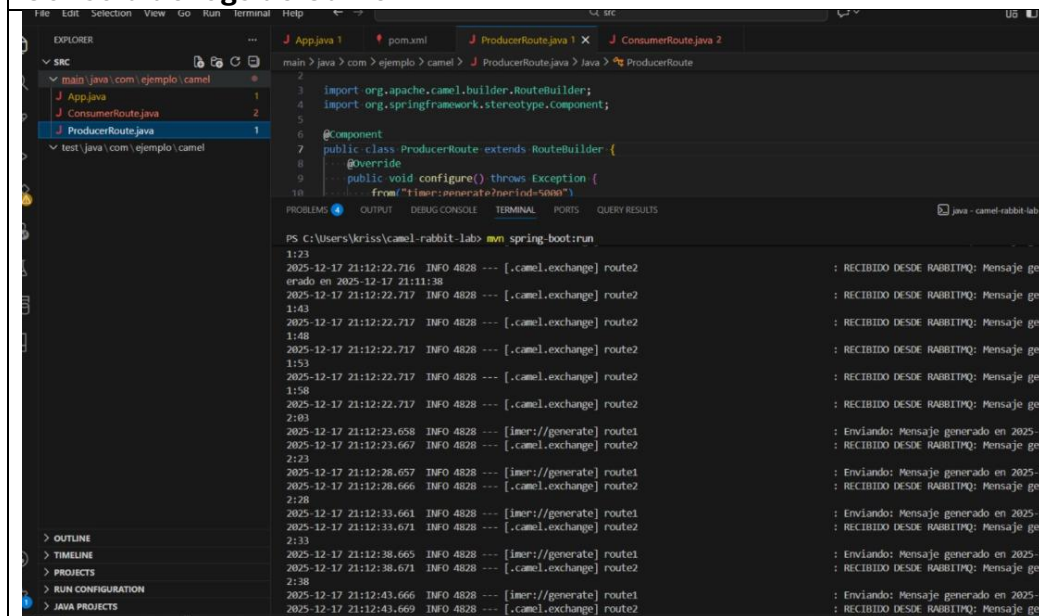 File Edit Selection View Go Run Terminal Help
src
EXPLORER
SRC
main\java\com\ejemplo\camel
App.java 1
ConsumerRoute.java 2
ProducerRoute.java 1
test\java\com\ejemplo\camel
OUTLINE
TIMELINE
PROJECTS
RUN CONFIGURATION
JAVA PROJECTS
App.java 1 pom.xml ProducerRoute.java 1 ConsumerRoute.java 2
main > java > com > ejemplo > camel > ProducerRoute.java > Java > ProducerRoute
2
3 import org.apache.camel.builder.RouteBuilder;
4 import org.springframework.stereotype.Component;
5
6 @Component
7 public class ProducerRoute extends RouteBuilder {
8 @Override
9 public void configure() throws Exception {
10 from("timer:generate?period=5000")
PROBLEMS 4 OUTPUT DEBUG CONSOLE TERMINAL PORTS QUERY RESULTS
java - camel-rabbit-lab
PS C:\Users\kriss\camel-rabbit-lab> mvn spring-boot:run
1:23
2025-12-17 21:12:22.716 INFO 4828 --- [.camel.exchange] route2 : RECIBIDO DESDE RABBITMQ: Mensaje ge
erado en 2025-12-17 21:11:38
2025-12-17 21:12:22.717 INFO 4828 --- [.camel.exchange] route2 : RECIBIDO DESDE RABBITMQ: Mensaje ge
1:43
2025-12-17 21:12:22.717 INFO 4828 --- [.camel.exchange] route2 : RECIBIDO DESDE RABBITMQ: Mensaje ge
1:48
2025-12-17 21:12:22.717 INFO 4828 --- [.camel.exchange] route2 : RECIBIDO DESDE RABBITMQ: Mensaje ge
1:53
2025-12-17 21:12:22.717 INFO 4828 --- [.camel.exchange] route2 : RECIBIDO DESDE RABBITMQ: Mensaje ge
1:58
2025-12-17 21:12:22.717 INFO 4828 --- [.camel.exchange] route2 : RECIBIDO DESDE RABBITMQ: Mensaje ge
2:03
2025-12-17 21:12:23.658 INFO 4828 --- [imer://generate] route1 : Enviando: Mensaje generado en 2025-
2025-12-17 21:12:23.667 INFO 4828 --- [.camel.exchange] route2 : RECIBIDO DESDE RABBITMQ: Mensaje ge
2:23
2025-12-17 21:12:28.657 INFO 4828 --- [imer://generate] route1 : Enviando: Mensaje generado en 2025-
2025-12-17 21:12:28.666 INFO 4828 --- [.camel.exchange] route2 : RECIBIDO DESDE RABBITMQ: Mensaje ge
2:28
2025-12-17 21:12:33.661 INFO 4828 --- [imer://generate] route1 : Enviando: Mensaje generado en 2025-
2025-12-17 21:12:33.671 INFO 4828 --- [.camel.exchange] route2 : RECIBIDO DESDE RABBITMQ: Mensaje ge
2:33
2025-12-17 21:12:38.665 INFO 4828 --- [imer://generate] route1 : Enviando: Mensaje generado en 2025-
2025-12-17 21:12:38.671 INFO 4828 --- [.camel.exchange] route2 : RECIBIDO DESDE RABBITMQ: Mensaje ge
2:38
2025-12-17 21:12:43.666 INFO 4828 --- [imer://generate] route1 : Enviando: Mensaje generado en 2025-
2025-12-17 21:12:43.669 INFO 4828 --- [.camel.exchange] route2 : RECIBIDO DESDE RABBITMQ: Mensaje ge